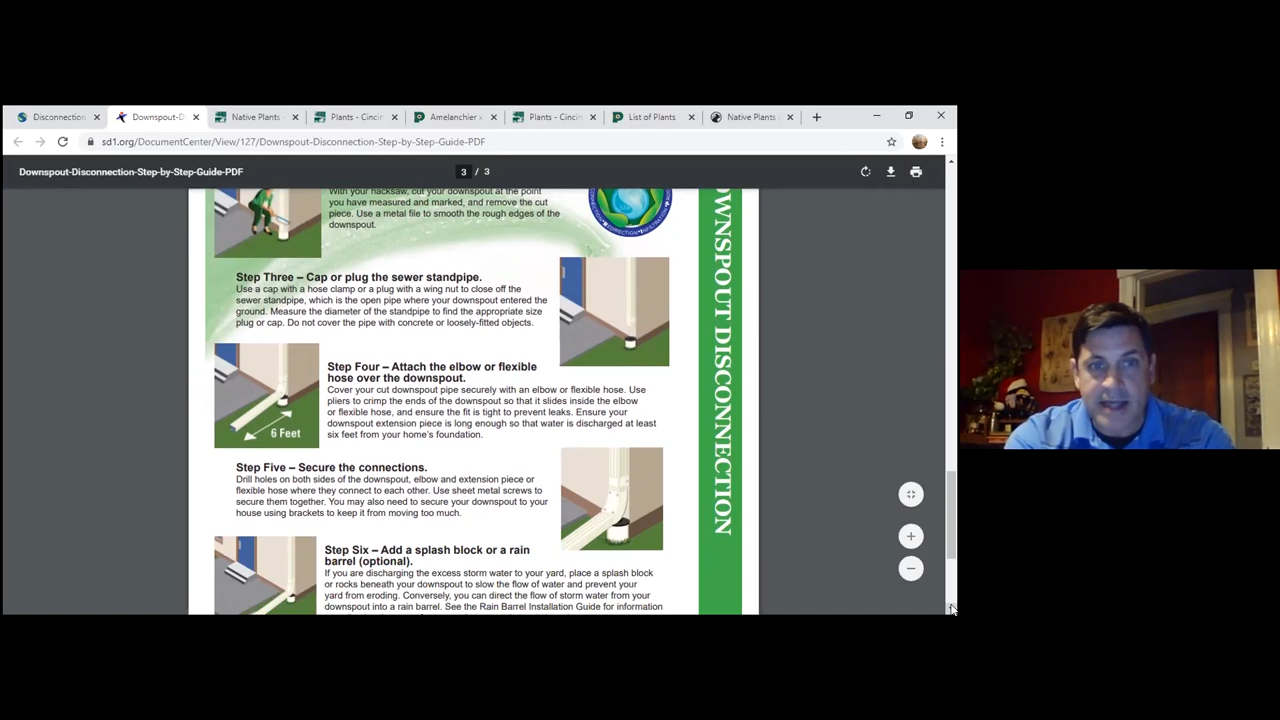 Disconnection
Downspout-D
Native Plants -
Plants - Cincin
Amelanchier x
Plants - Cincin
List of Plants
Native Plants
sd1.org/DocumentCenter/View/127/Downspout-Disconnection-Step-by-Step-Guide-PDF
Downspout-Disconnection-Step-by-Step-Guide-PDF
3 / 3
With your hacksaw, cut your downspout at the point
you have measured and marked, and remove the cut
piece. Use a metal file to smooth the rough edges of the
downspout.
Step Three – Cap or plug the sewer standpipe.
Use a cap with a hose clamp or a plug with a wing nut to close off the
sewer standpipe, which is the open pipe where your downspout entered the
ground. Measure the diameter of the standpipe to find the appropriate size
plug or cap. Do not cover the pipe with concrete or loosely-fitted objects.
Step Four – Attach the elbow or flexible
hose over the downspout.
Cover your cut downspout pipe securely with an elbow or flexible hose. Use
pliers to crimp the ends of the downspout so that it slides inside the elbow
or flexible hose, and ensure the fit is tight to prevent leaks. Ensure your
downspout extension piece is long enough so that water is discharged at least
six feet from your home's foundation.
6 Feet
Step Five – Secure the connections.
Drill holes on both sides of the downspout, elbow and extension piece or
flexible hose where they connect to each other. Use sheet metal screws to
secure them together. You may also need to secure your downspout to your
house using brackets to keep it from moving too much.
Step Six – Add a splash block or a rain
barrel (optional).
If you are discharging the excess storm water to your yard, place a splash block
or rocks beneath your downspout to slow the flow of water and prevent your
yard from eroding. Conversely, you can direct the flow of storm water from your
downspout into a rain barrel. See the Rain Barrel Installation Guide for information
OWNSPOUT DISCONNECTION